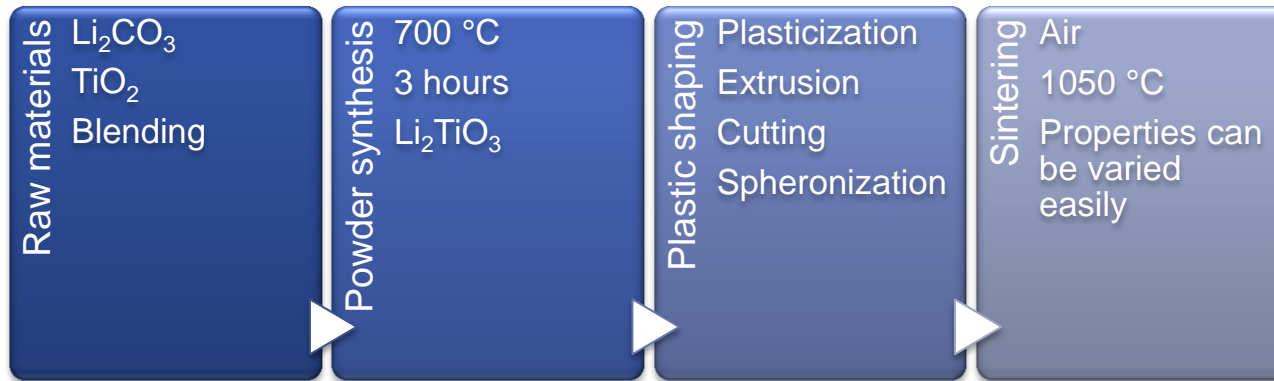 Raw materials
Li₂CO₃
TiO₂
Blending
Powder synthesis
700 °C
3 hours
Li₂TiO₃
Plastic shaping
Plasticization
Extrusion
Cutting
Spheronization
Sintering
Air
1050 °C
Properties can
be varied
easily